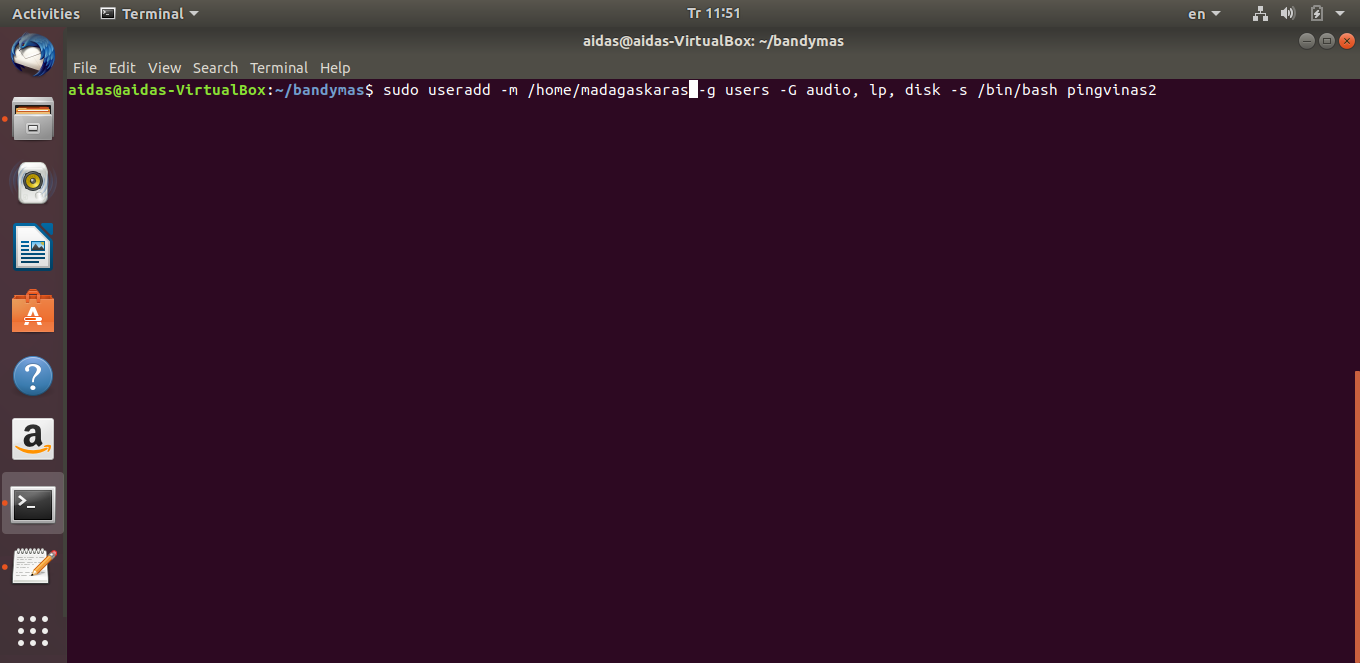 Activities Terminal Tr 11:51 en
aidas@aidas-VirtualBox: ~/bandymas
File Edit View Search Terminal Help
aidas@aidas-VirtualBox:~/bandymas$ sudo useradd -m /home/madagaskaras -g users -G audio, lp, disk -s /bin/bash pingvinas2